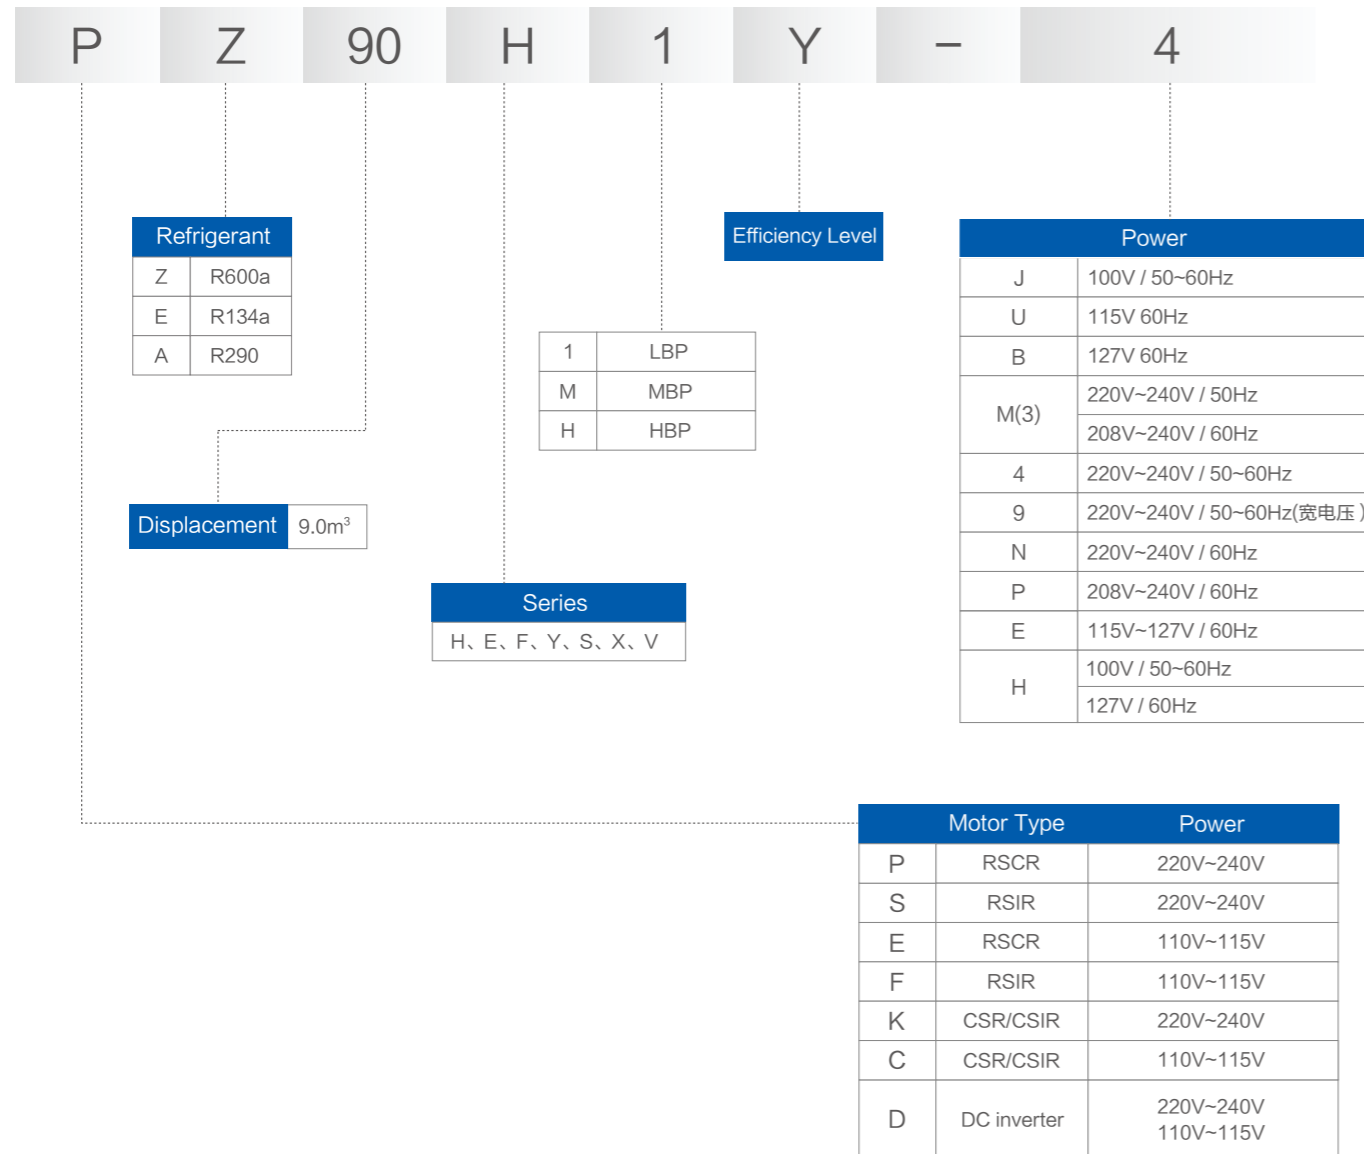 P Z 90 H 1 Y – 4
Refrigerant
Z R600a
E R134a
A R290
Displacement 9.0m³
Series
H、E、F、Y、S、X、V
1 LBP
M MBP
H HBP
Efficiency Level
Power
J 100V / 50~60Hz
U 115V 60Hz
B 127V 60Hz
M(3) 220V~240V / 50Hz
208V~240V / 60Hz
4 220V~240V / 50~60Hz
9 220V~240V / 50~60Hz(宽电压)
N 220V~240V / 60Hz
P 208V~240V / 60Hz
E 115V~127V / 60Hz
H 100V / 50~60Hz
127V / 60Hz
Motor Type Power
P RSCR 220V~240V
S RSIR 220V~240V
E RSCR 110V~115V
F RSIR 110V~115V
K CSR/CSIR 220V~240V
C CSR/CSIR 110V~115V
D DC inverter 220V~240V
110V~115V